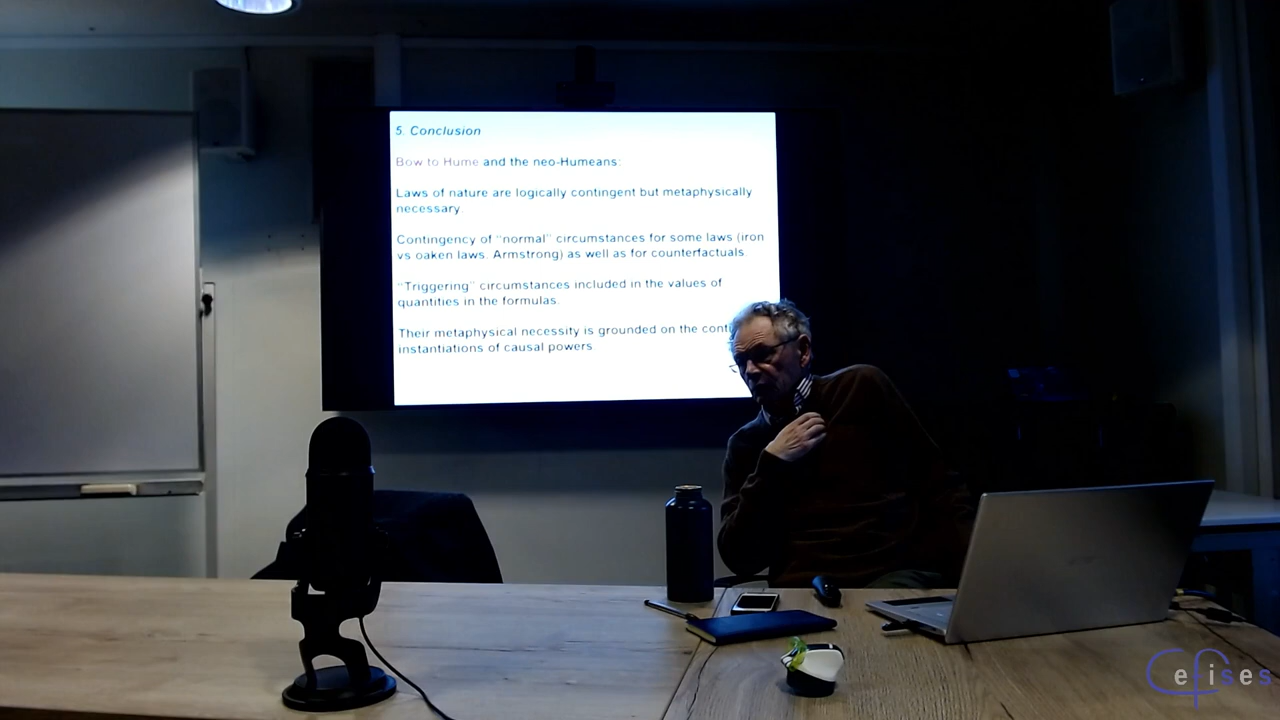 5. Conclusion
Bow to Hume and the neo-Humeans:
Laws of nature are logically contingent but metaphysically
necessary
Contingency of "normal" circumstances for some laws (iron
vs oaken laws. Armstrong) as well as for counterfactuals.
"Triggering" circumstances included in the values of
quantities in the formulas.
Their metaphysical necessity is grounded on the
instantiations of causal powers
Cefises